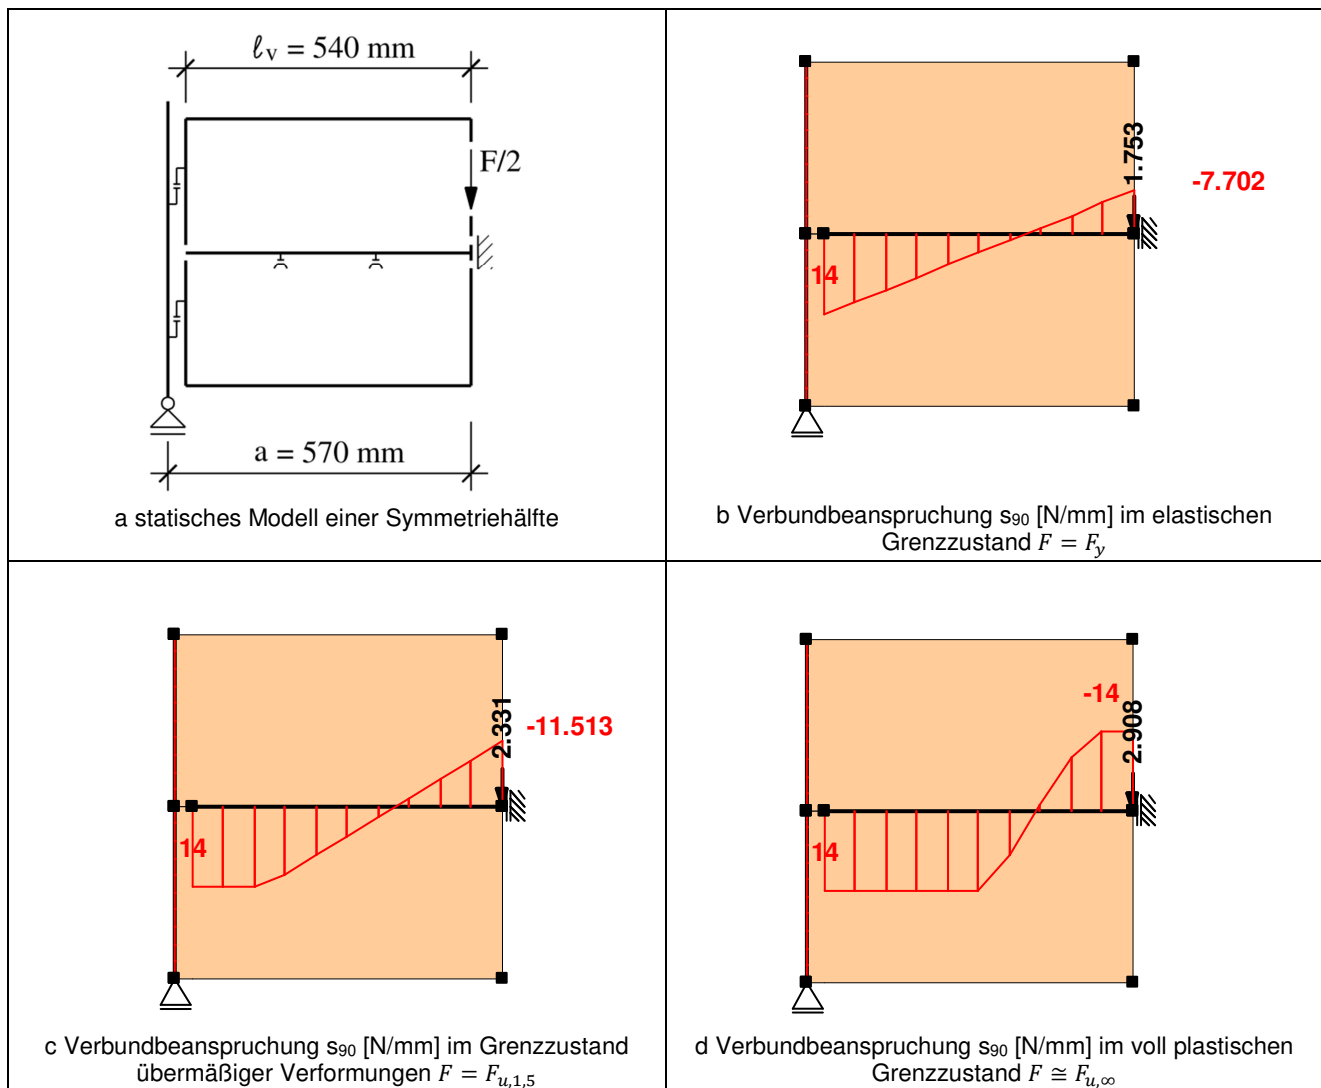 ℓv = 540 mm
F/2
a = 570 mm
a statisches Modell einer Symmetriehälfte
1.753
-7.702
14
b Verbundbeanspruchung s90 [N/mm] im elastischen
Grenzzustand F = Fy
2.331
-11.513
14
c Verbundbeanspruchung s90 [N/mm] im Grenzzustand
übermäßiger Verformungen F = Fu,1,5
-14
2.908
14
d Verbundbeanspruchung s90 [N/mm] im voll plastischen
Grenzzustand F ≅ Fu,∞